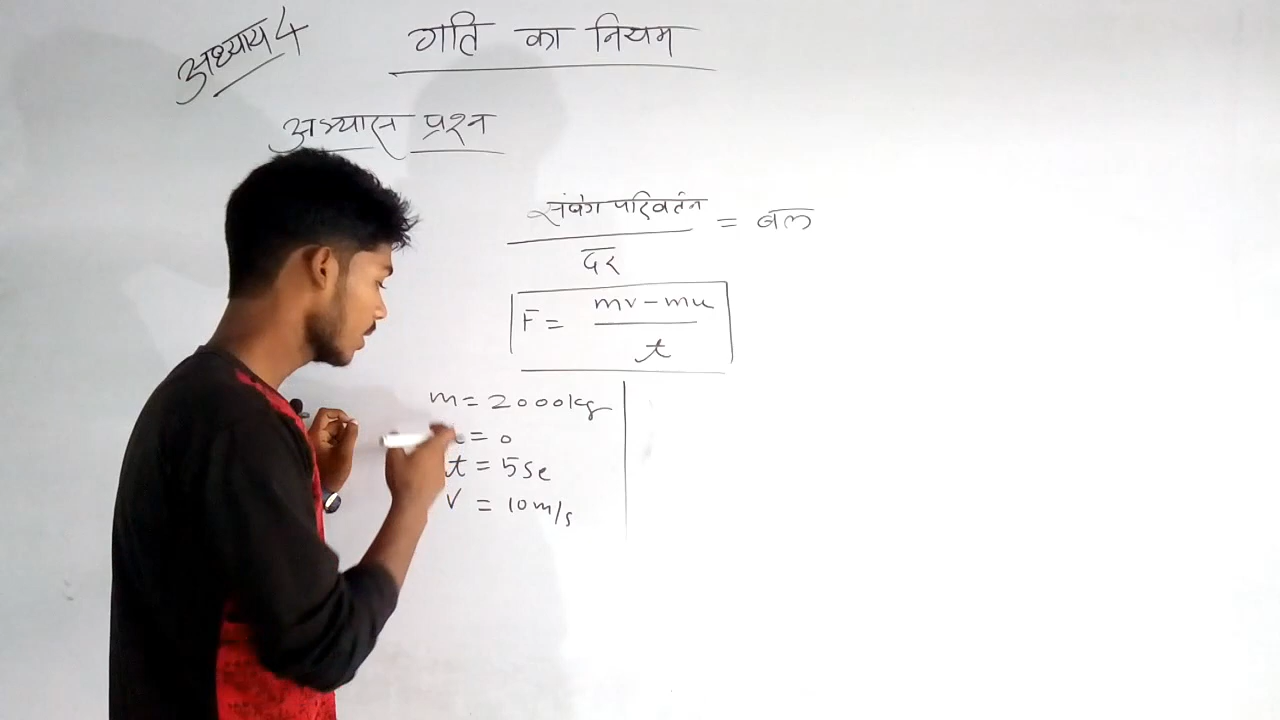 अध्याय 4
गति का नियम
अभ्यास प्रश्न
संवेग परिवर्तन
दर
= बल
F = mv - mu
t
m = 2000kg
= 0
t = 5se
v = 10m/s